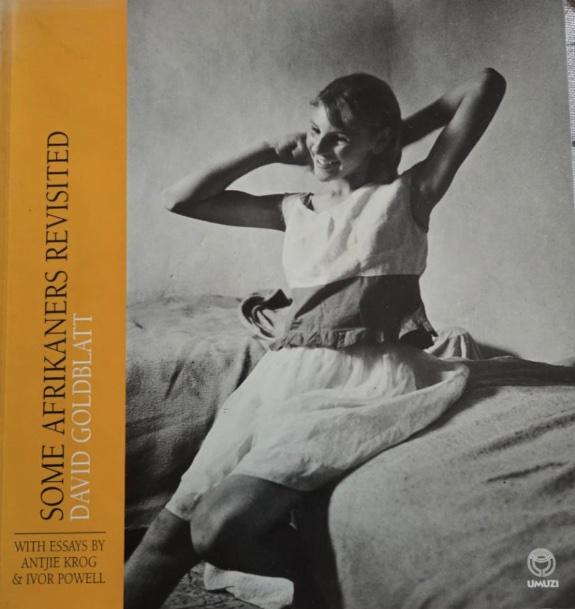 SOME AFRIKANERS REVISITED
DAVID GOLDBLATT
WITH ESSAYS BY
ANTJIE KROG
& IVOR POWELL
UMUZI